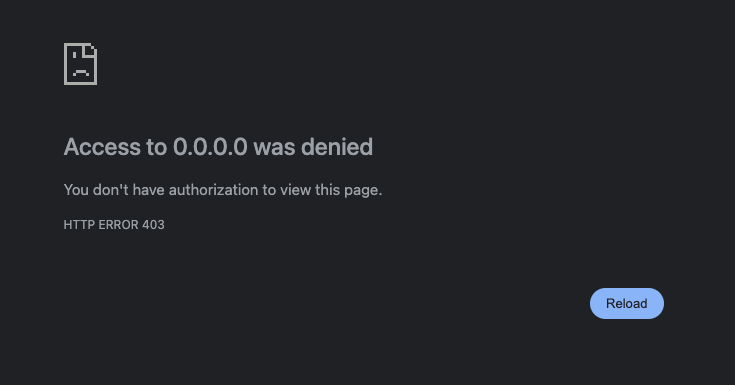 Access to 0.0.0.0 was denied
You don't have authorization to view this page.
HTTP ERROR 403
Reload